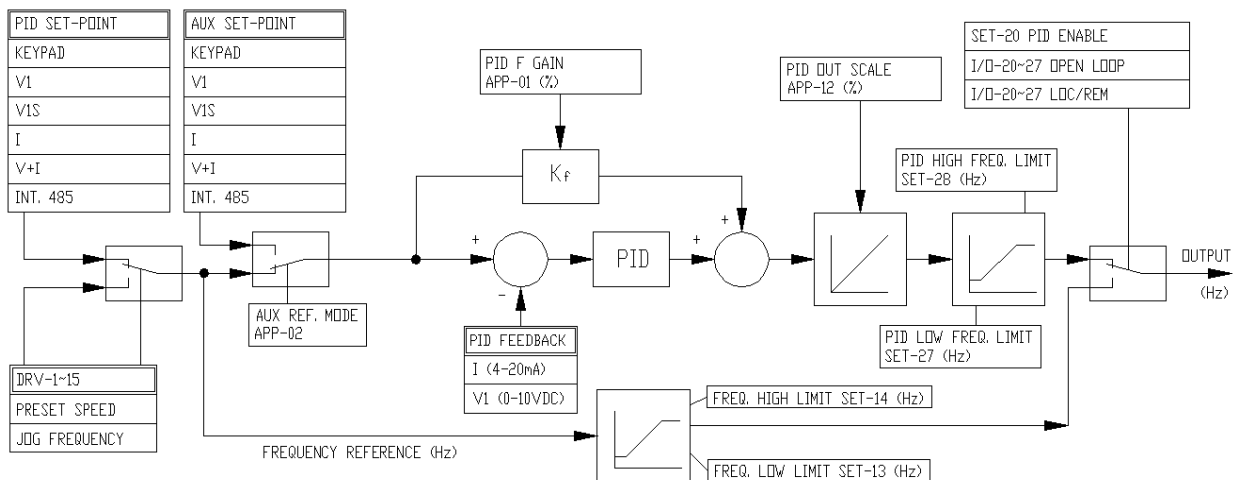 PID SET-POINT
KEYPAD
V1
V1S
I
V+I
INT. 485
AUX SET-POINT
KEYPAD
V1
V1S
I
V+I
INT. 485
PID F GAIN
APP-01 (%)
Kf
PID OUT SCALE
APP-12 (%)
SET-20 PID ENABLE
I/O-20~27 OPEN LOOP
I/O-20~27 LOC/REM
PID HIGH FREQ. LIMIT
SET-28 (Hz)
+
-
PID
+
+
OUTPUT
(Hz)
AUX REF. MODE
APP-02
PID FEEDBACK
I (4-20mA)
V1 (0-10VDC)
PID LOW FREQ. LIMIT
SET-27 (Hz)
DRV-1~15
PRESET SPEED
JOG FREQUENCY
FREQUENCY REFERENCE (Hz)
FREQ. HIGH LIMIT SET-14 (Hz)
FREQ. LOW LIMIT SET-13 (Hz)